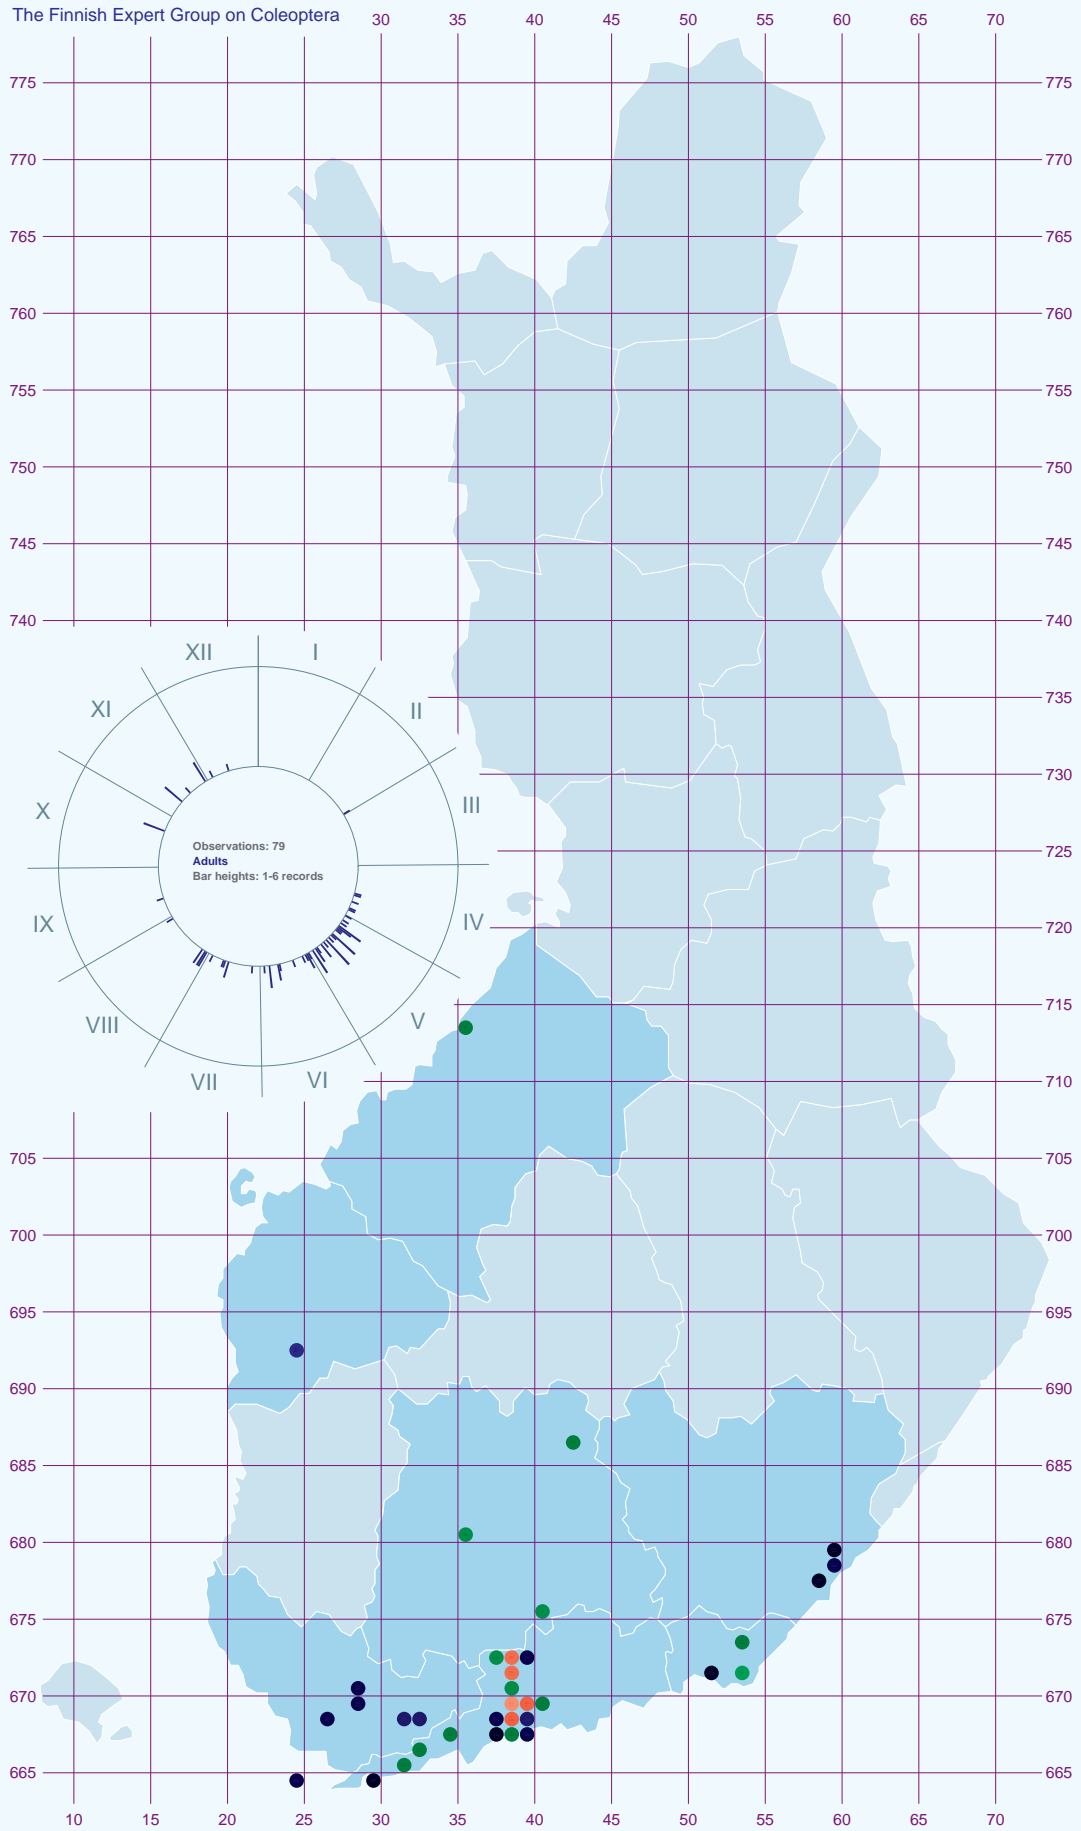 The Finnish Expert Group on Coleoptera
30 35 40 45 50 55 60 65 70
775 775
770 770
765 765
760 760
755 755
750 750
745 745
740 740
XII I
XI II
735
730
X III
Observations: 79
Adults
Bar heights: 1-6 records
725
IX IV
720
VIII V
715
VII VI
710
705 705
700 700
695 695
690 690
685 685
680 680
675 675
670 670
665 665
10 15 20 25 30 35 40 45 50 55 60 65 70